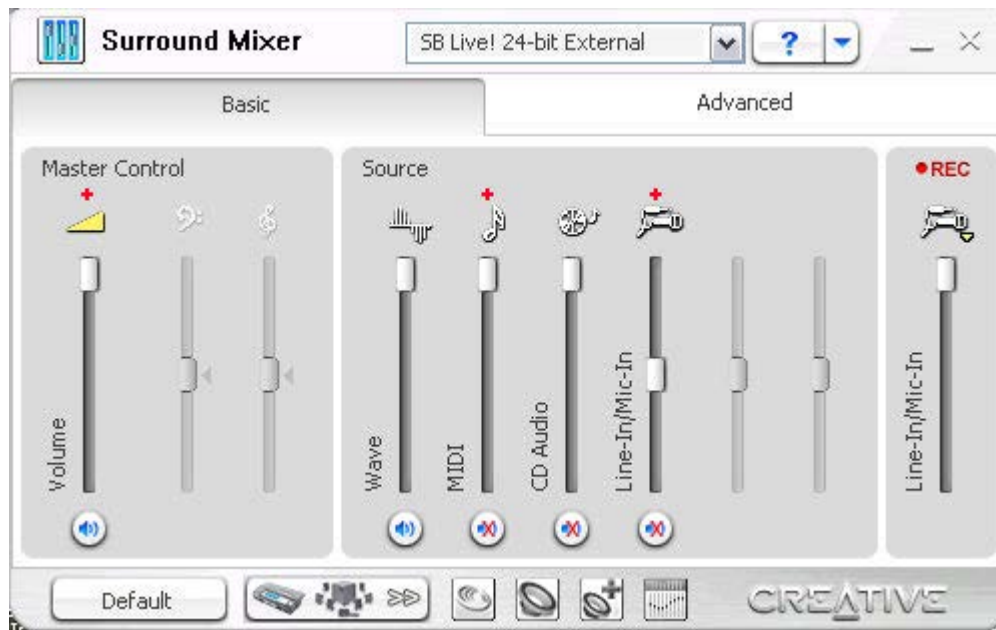 Surround Mixer
SB Live! 24-bit External
?
Basic
Advanced
Master Control
Source
REC
Volume
Wave
MIDI
CD Audio
Line-In/Mic-In
Line-In/Mic-In
Default
CREATIVE